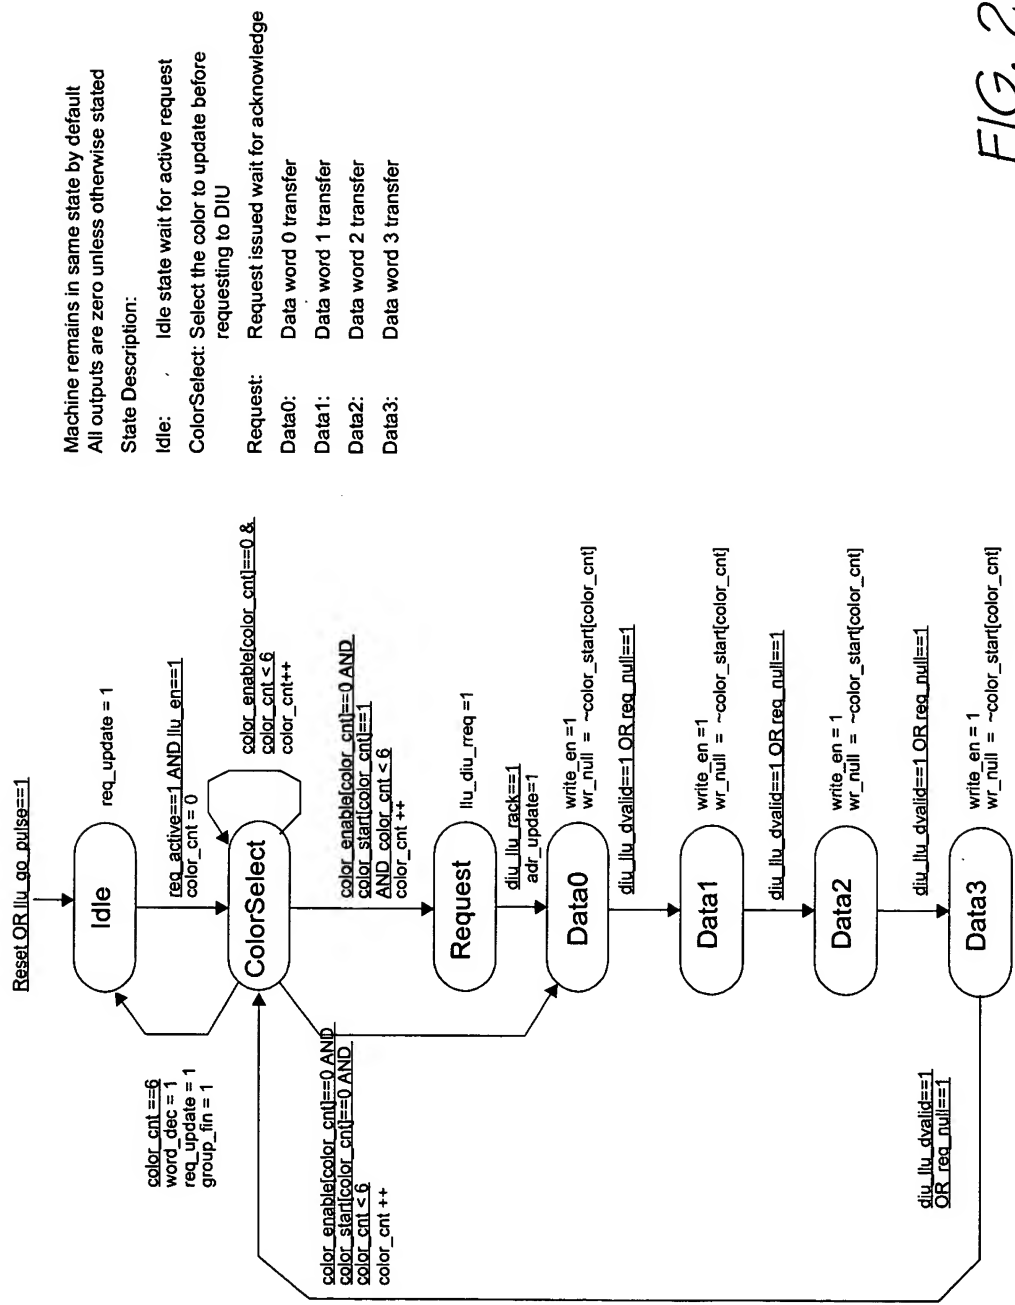 Machine remains in same state by default
All outputs are zero unless otherwise stated
State Description:
Idle: Idle state wait for active request
ColorSelect: Select the color to update before
requesting to DIU
Request: Request issued wait for acknowledge
Data0: Data word 0 transfer
Data1: Data word 1 transfer
Data2: Data word 2 transfer
Data3: Data word 3 transfer
Reset OR llu_go_pulse==1
Idle
req_update = 1
req_active==1 AND llu_en==1
color_cnt = 0
color_cnt ==6
word_dec = 1
req_update = 1
group_fin = 1
ColorSelect
color_enable[color_cnt]==0 &
color_cnt < 6
color_cnt++
color_enable[color_cnt]==0 AND
color_start[color_cnt]==1
AND color_cnt < 6
color_cnt ++
color_enable[color_cnt]==0 AND
color_start[color_cnt]==0 AND
color_cnt < 6
color_cnt ++
Request
llu_diu_rreq =1
diu_llu_rack==1
adr_update=1
Data0
write_en =1
wr_null = ~color_start[color_cnt]
diu_llu_dvalid==1 OR req_null==1
Data1
write_en =1
wr_null = ~color_start[color_cnt]
diu_llu_dvalid==1 OR req_null==1
Data2
write_en = 1
wr_null = ~color_start[color_cnt]
diu_llu_dvalid==1 OR req_null==1
Data3
write_en = 1
wr_null = ~color_start[color_cnt]
diu_llu_dvalid==1
OR req_null==1
FIG. 2